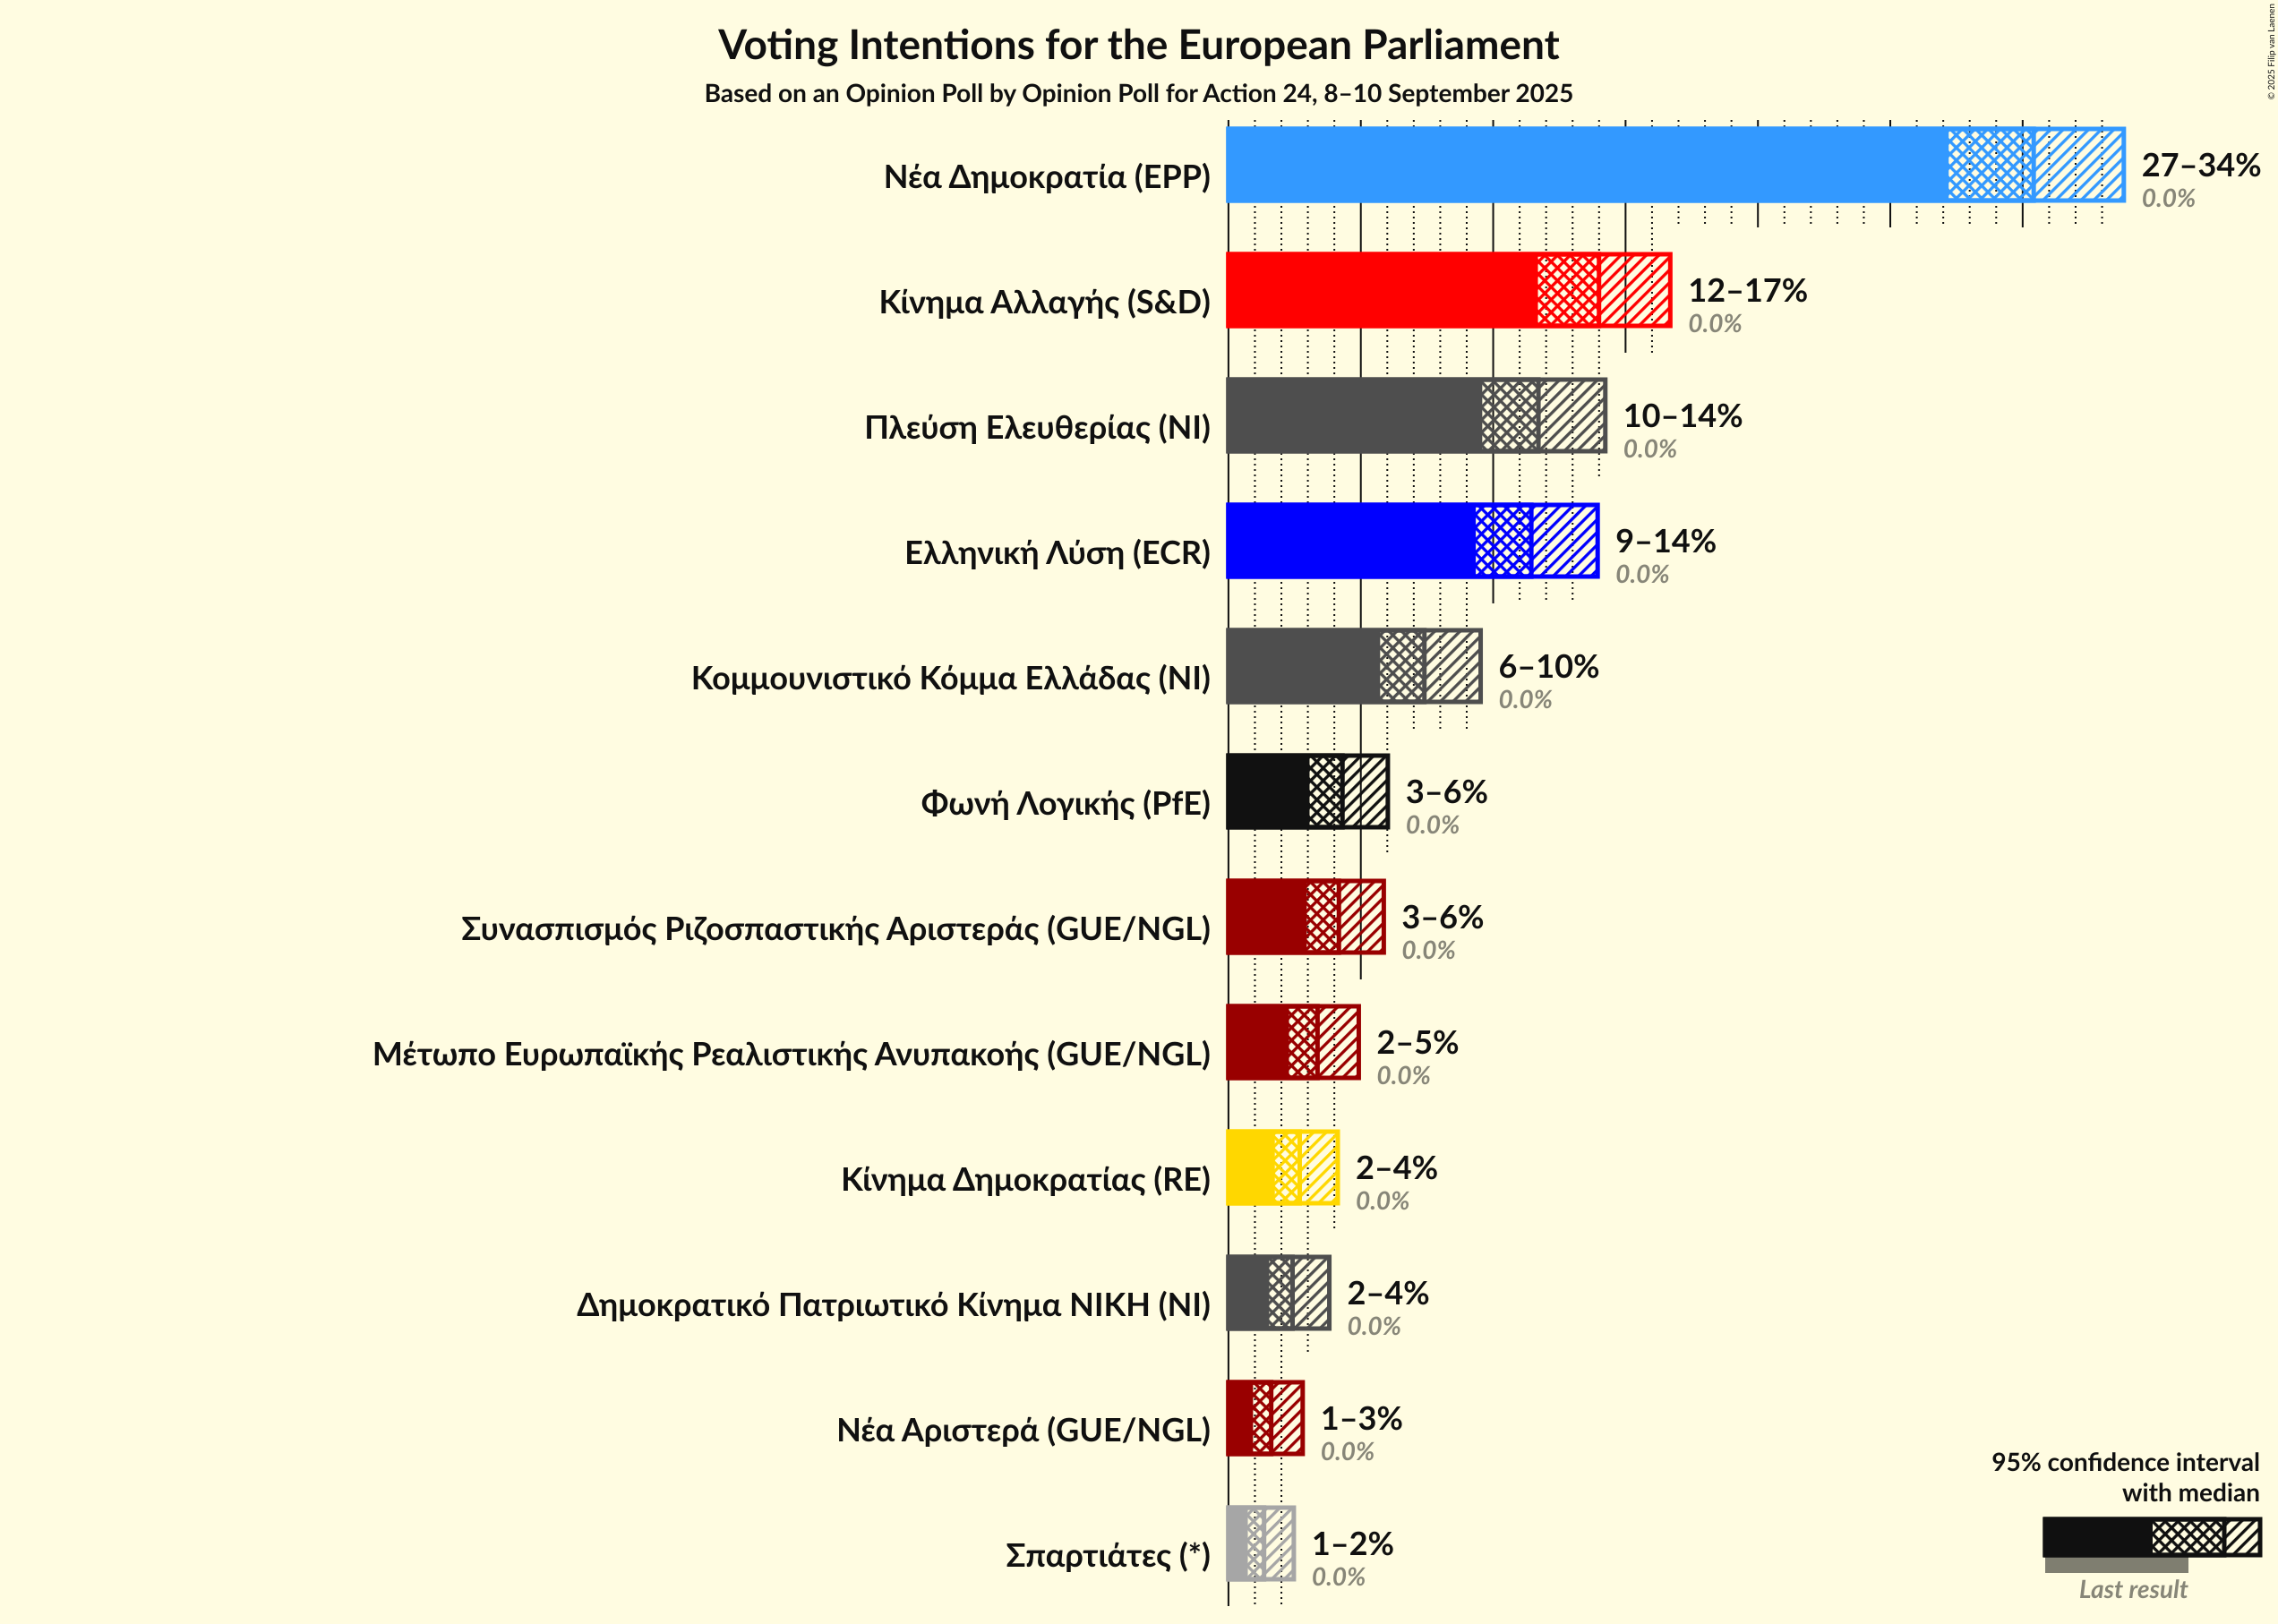 Voting Intentions for the European Parliament
Based on an Opinion Poll by Opinion Poll for Action 24, 8–10 September 2025
© 2025 Filip van Laenen
Νέα Δημοκρατία (EPP)
27–34%
0.0%
Κίνημα Αλλαγής (S&D)
12–17%
0.0%
Πλεύση Ελευθερίας (NI)
10–14%
0.0%
Ελληνική Λύση (ECR)
9–14%
0.0%
Κομμουνιστικό Κόμμα Ελλάδας (NI)
6–10%
0.0%
Φωνή Λογικής (PfE)
3–6%
0.0%
Συνασπισμός Ριζοσπαστικής Αριστεράς (GUE/NGL)
3–6%
0.0%
Μέτωπο Ευρωπαϊκής Ρεαλιστικής Ανυπακοής (GUE/NGL)
2–5%
0.0%
Κίνημα Δημοκρατίας (RE)
2–4%
0.0%
Δημοκρατικό Πατριωτικό Κίνημα ΝΙΚΗ (NI)
2–4%
0.0%
Νέα Αριστερά (GUE/NGL)
1–3%
0.0%
Σπαρτιάτες (*)
1–2%
0.0%
95% confidence interval
with median
Last result